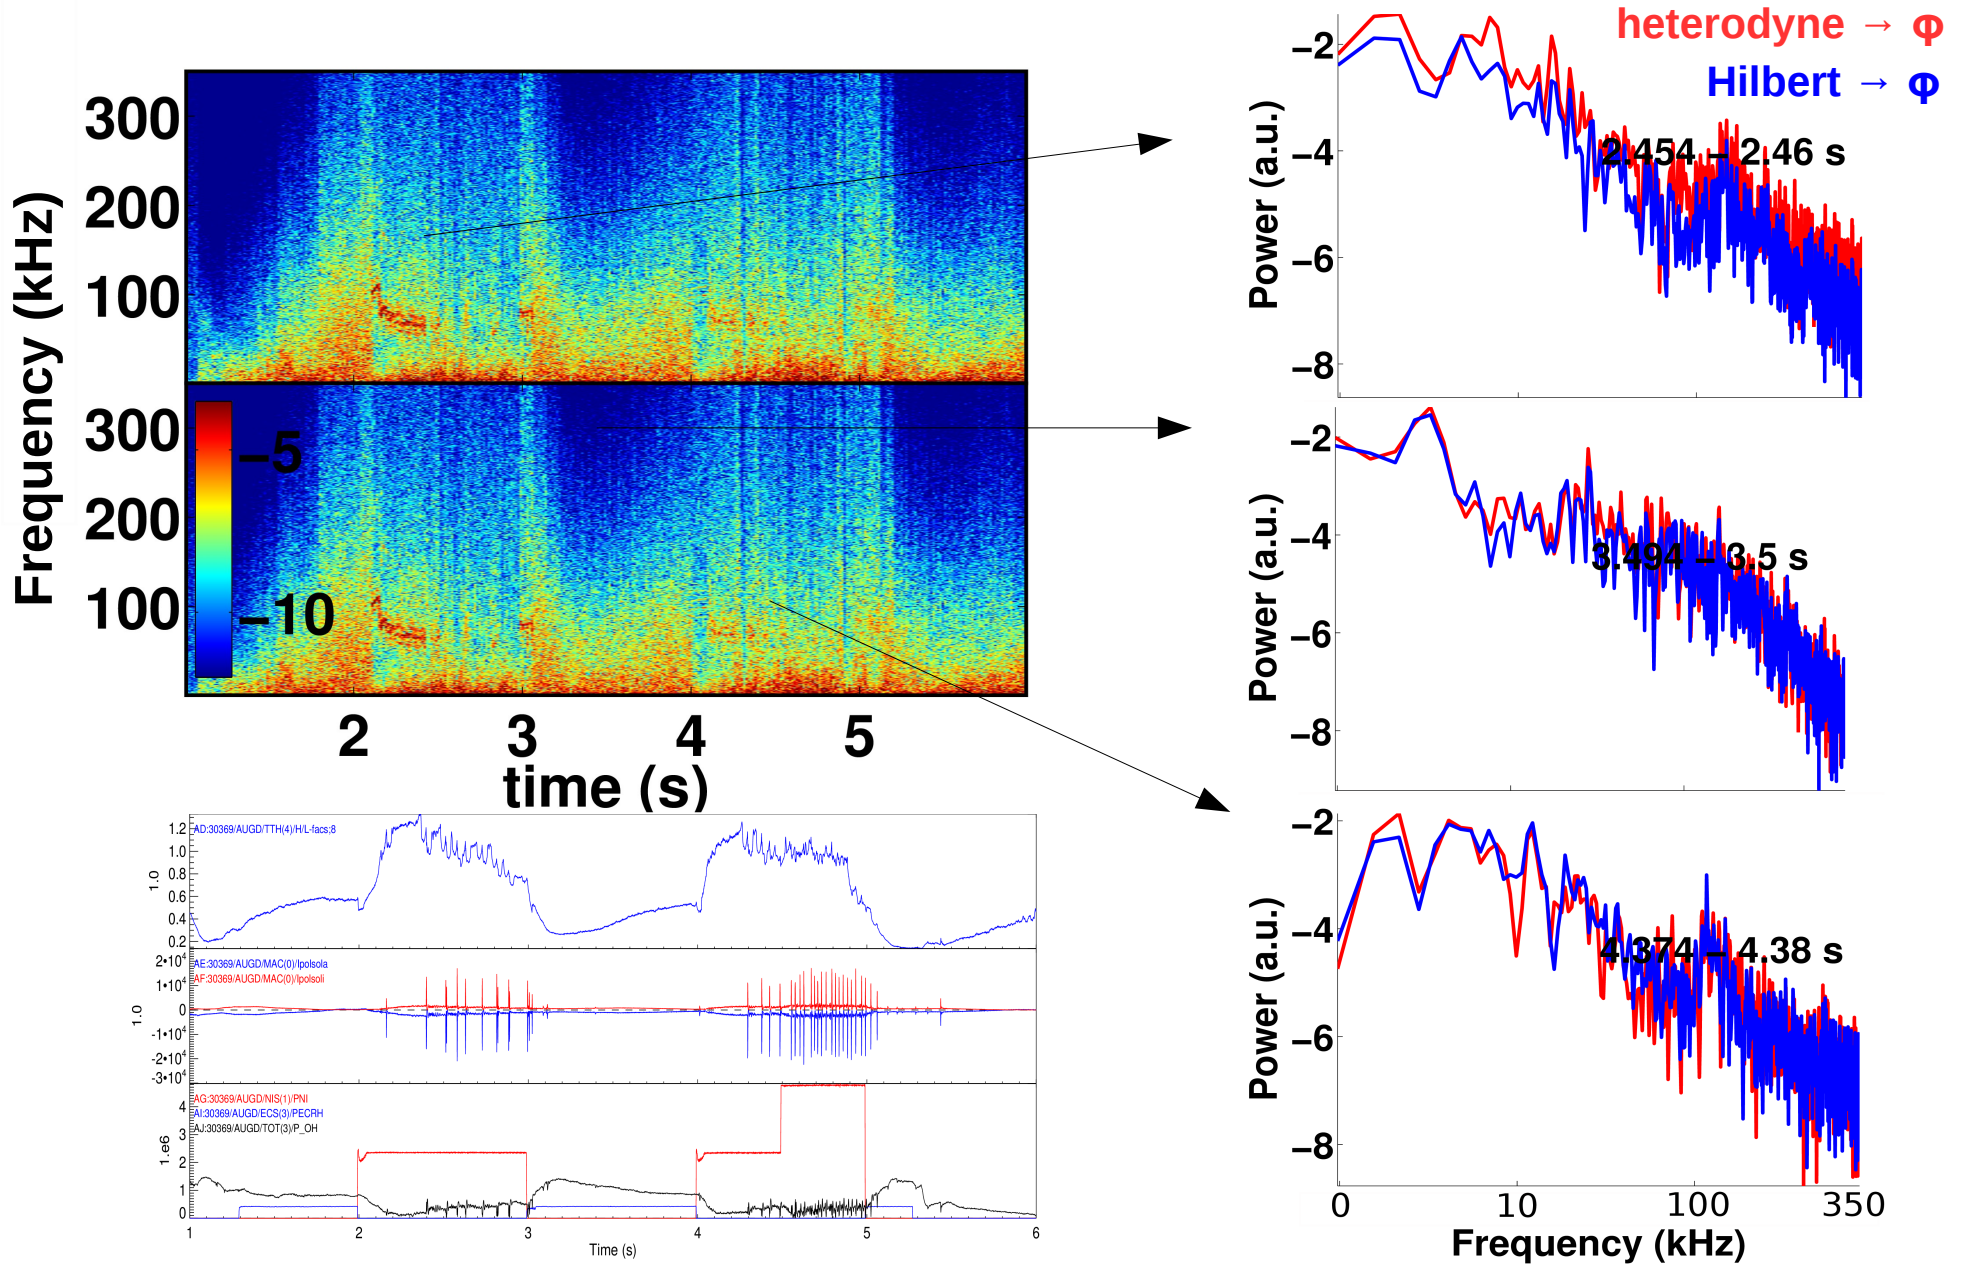 heterodyne → φ
Hilbert → φ
Frequency (kHz)
300
200
100
300
200
100
−5
−10
2 3 4 5
time (s)
Power (a.u.)
−2
−4
−6
−8
2.454 − 2.46 s
Power (a.u.)
−2
−4
−6
−8
3.494 − 3.5 s
Power (a.u.)
−2
−4
−6
−8
4.374 − 4.38 s
0 10 100 350
Frequency (kHz)
AD:30369/AUGD/TTH(4)/H/L-facs:8
1.0
1.2
1.0
0.8
0.6
0.4
0.2
AE:30369/AUGD/MAC(0)/Ipolsola
AF:30369/AUGD/MAC(0)/Ipolsoli
1.0
2•10⁴
1•10⁴
0
-1•10⁴
-2•10⁴
-3•10⁴
AG:30369/AUGD/NIS(1)/PNI
AI:30369/AUGD/ECS(3)/PECRH
AJ:30369/AUGD/TOT(3)/P_OH
1.e6
4
3
2
1
0
1 2 3 4 5 6
Time (s)